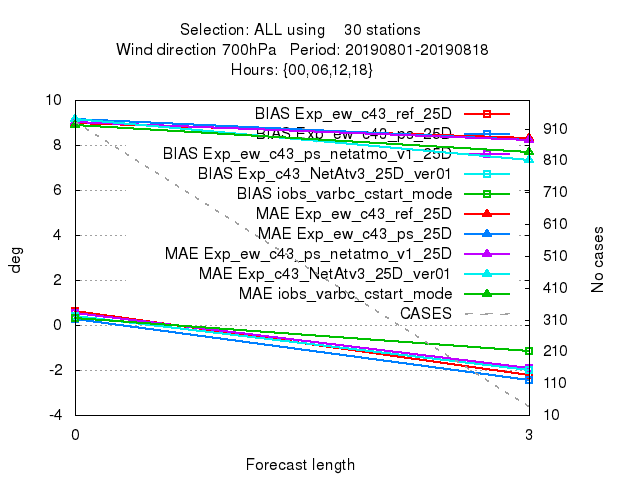 Selection: ALL using 30 stations
Wind direction 700hPa Period: 20190801-20190818
Hours: {00,06,12,18}
10
8
6
4
2
0
-2
-4
deg
BIAS Exp_ew_c43_ref_25D
BIAS Exp_ew_c43_ps_25D
BIAS Exp_ew_c43_ps_netatmo_v1_25D
BIAS Exp_c43_NetAtv3_25D_ver01
BIAS iobs_varbc_cstart_mode
MAE Exp_ew_c43_ref_25D
MAE Exp_ew_c43_ps_25D
MAE Exp_ew_c43_ps_netatmo_v1_25D
MAE Exp_c43_NetAtv3_25D_ver01
MAE iobs_varbc_cstart_mode
CASES
910
810
710
610
510
410
310
210
110
10
No cases
0 3
Forecast length